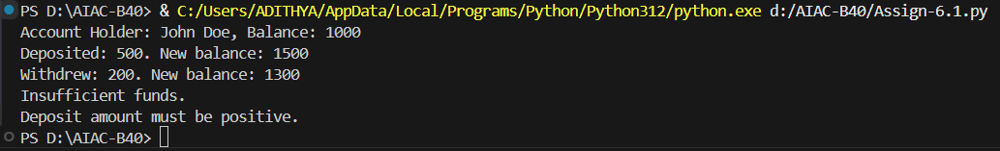 PS D:\AIAC-B40> & C:/Users/ADITHYA/AppData/Local/Programs/Python/Python312/python.exe d:/AIAC-B40/Assign-6.1.py
Account Holder: John Doe, Balance: 1000
Deposited: 500. New balance: 1500
Withdrew: 200. New balance: 1300
Insufficient funds.
Deposit amount must be positive.
PS D:\AIAC-B40>